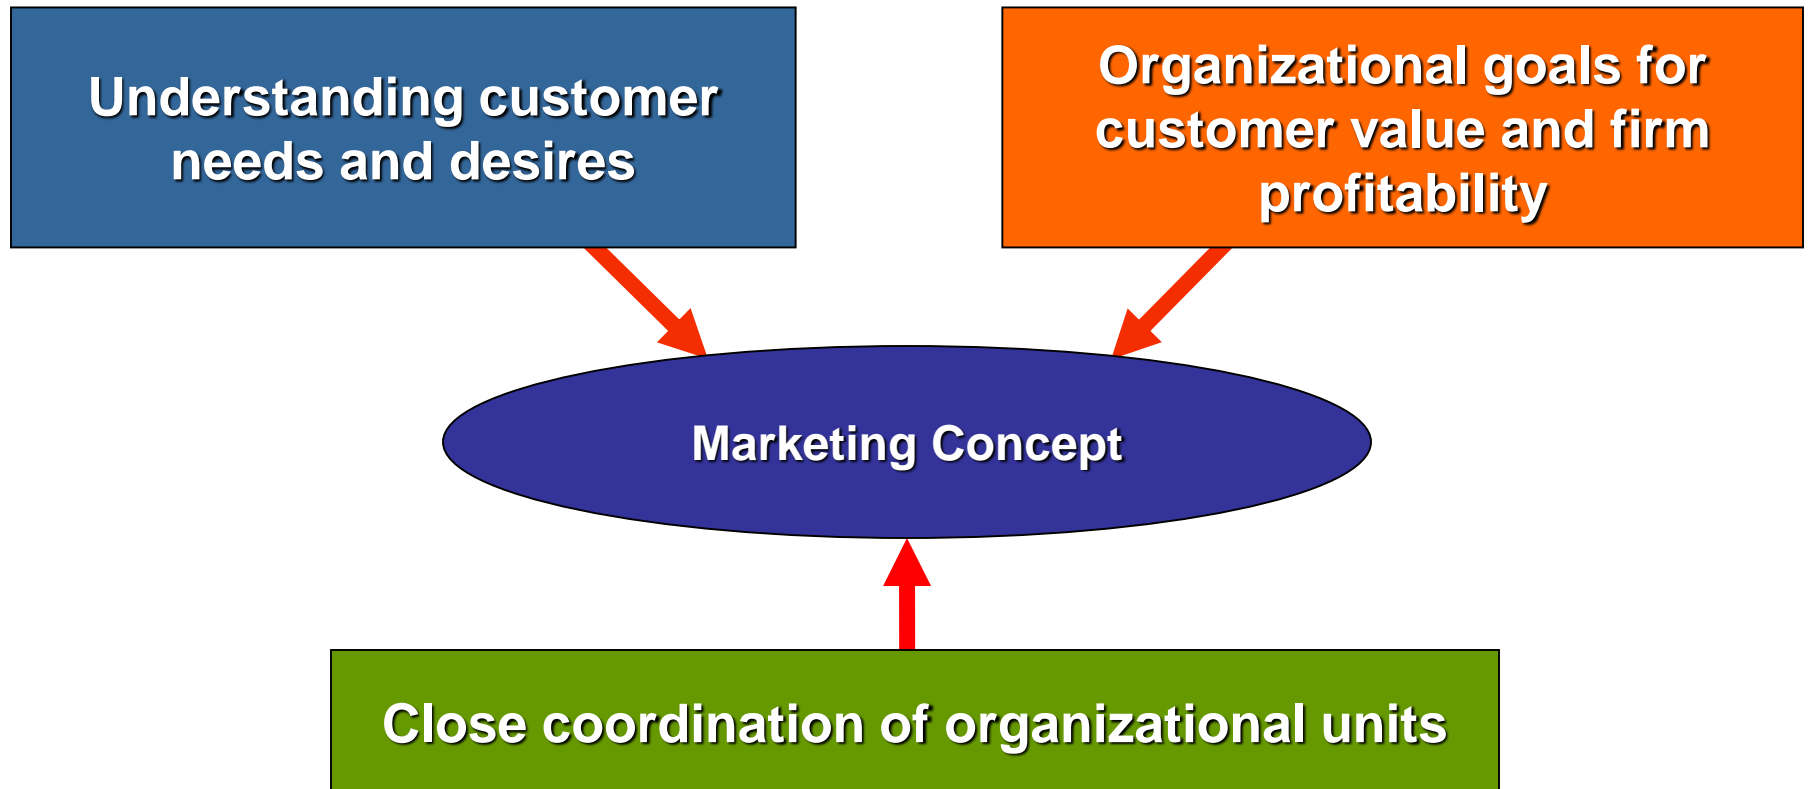 Understanding customer
needs and desires
Organizational goals for
customer value and firm
profitability
Marketing Concept
Close coordination of organizational units